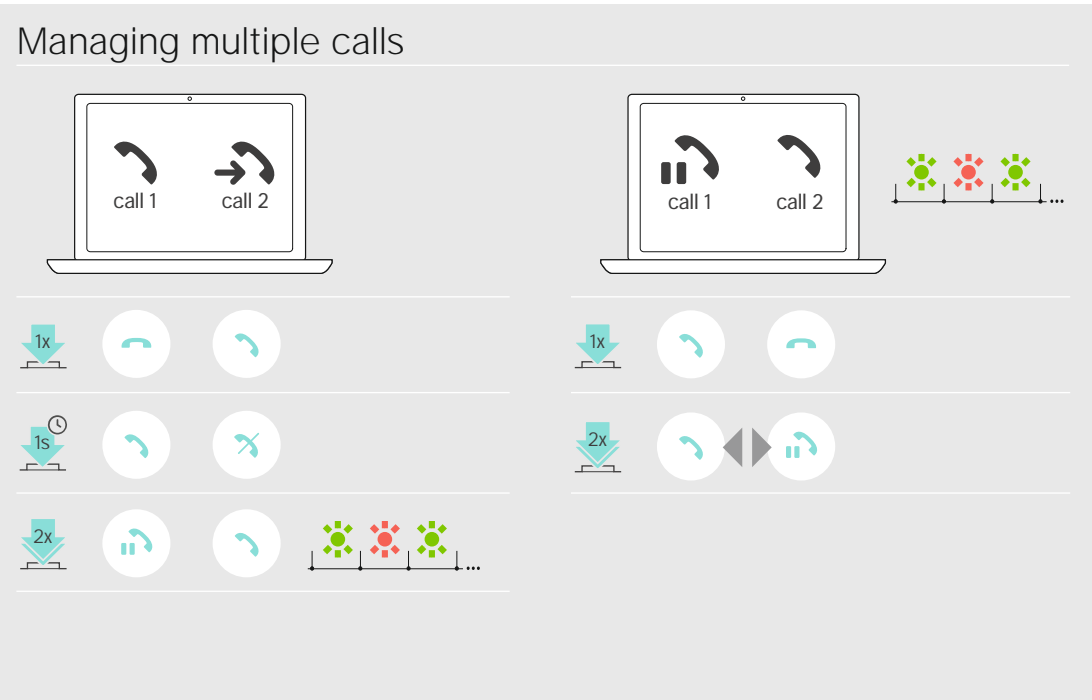 Managing multiple calls
call 1
call 2
call 1
call 2
1x
1s
2x
...
1x
2x
...